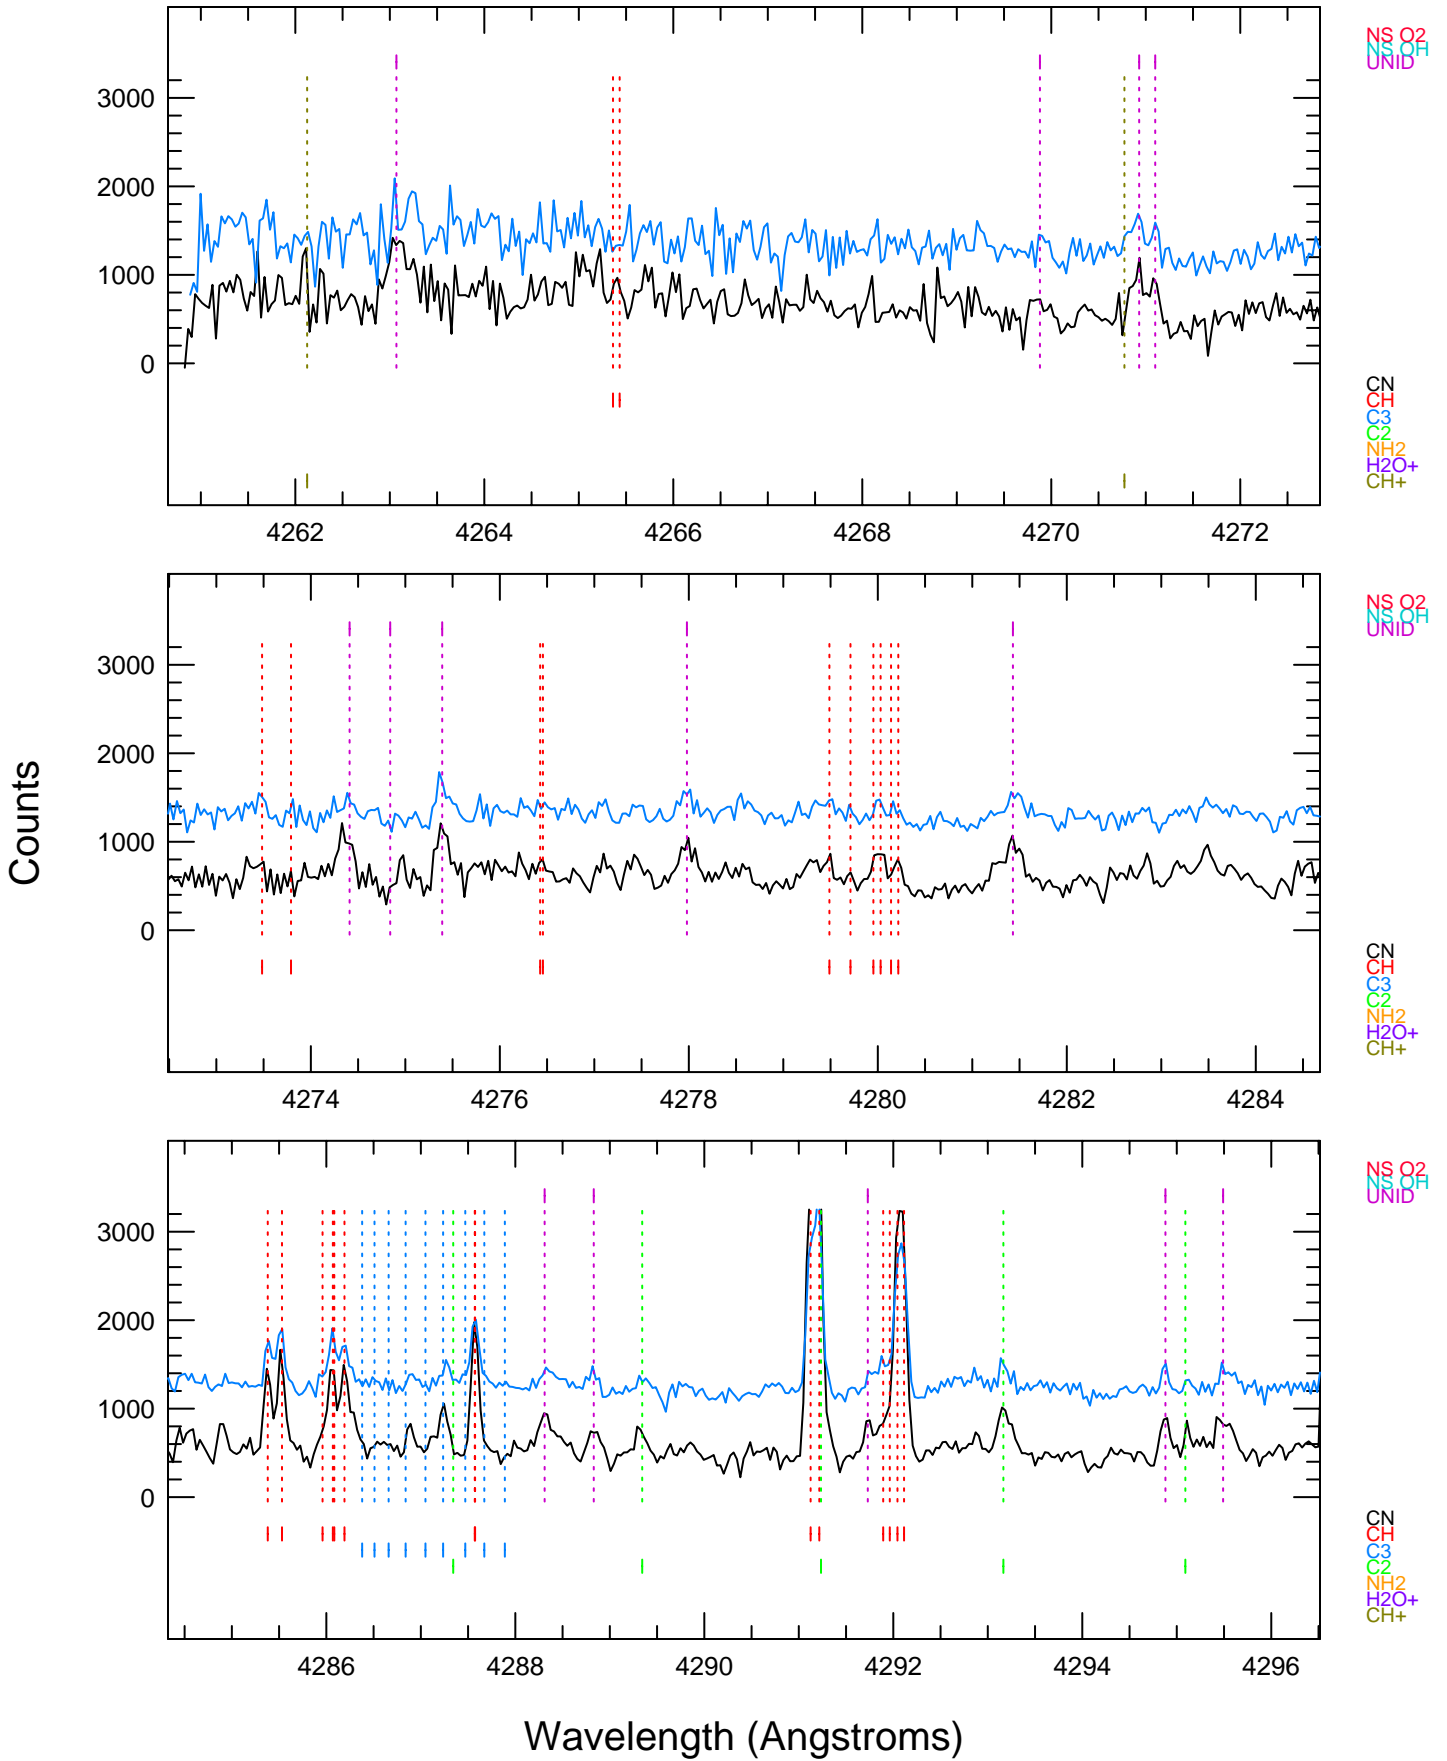 NS O2
NS OH
UNID
3000
2000
1000
0
CN
CH
C3
C2
NH2
H2O+
CH+
4262
4264
4266
4268
4270
4272
NS O2
NS OH
UNID
3000
2000
1000
0
Counts
CN
CH
C3
C2
NH2
H2O+
CH+
4274
4276
4278
4280
4282
4284
NS O2
NS OH
UNID
3000
2000
1000
0
CN
CH
C3
C2
NH2
H2O+
CH+
4286
4288
4290
4292
4294
4296
Wavelength (Angstroms)